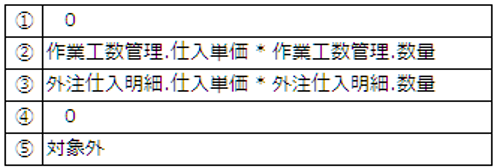 ① 0
② 作業工数管理.仕入単価 * 作業工数管理.数量
③ 外注仕入明細.仕入単価 * 外注仕入明細.数量
④ 0
⑤ 対象外